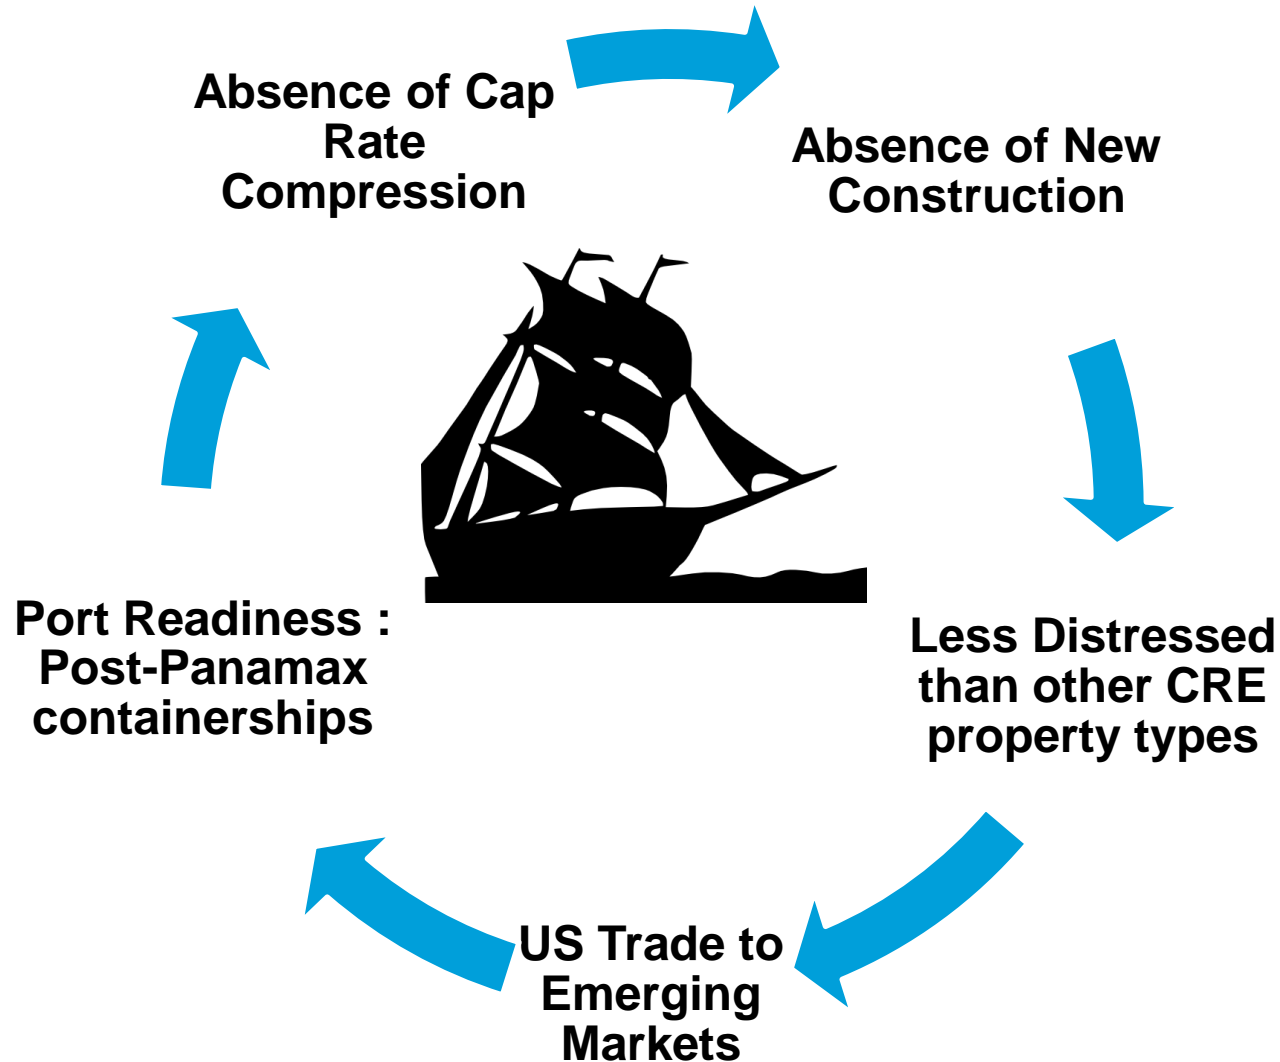 Absence of Cap
Rate
Compression
Absence of New
Construction
Less Distressed
than other CRE
property types
US Trade to
Emerging
Markets
Port Readiness :
Post-Panamax
containerships